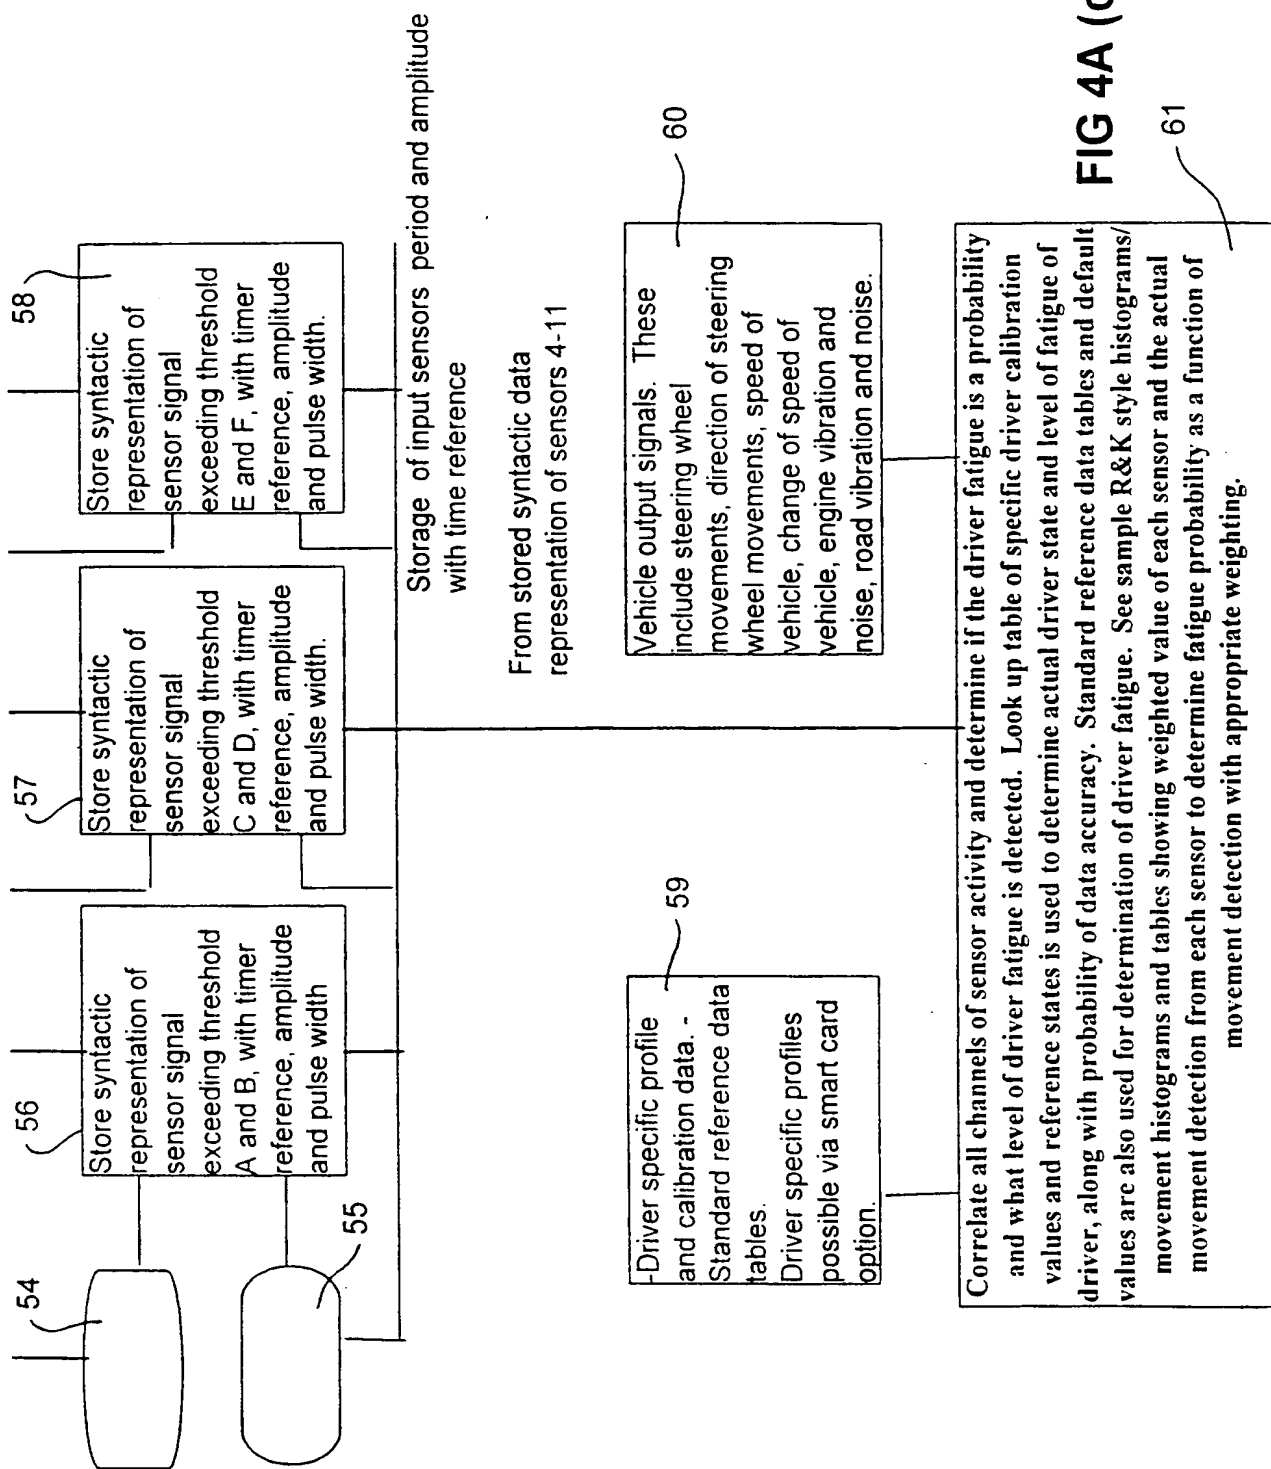 54
55
56
Store syntactic
representation of
sensor signal
exceeding threshold
A and B, with timer
reference, amplitude
and pulse width
57
Store syntactic
representation of
sensor signal
exceeding threshold
C and D, with timer
reference, amplitude
and pulse width.
58
Store syntactic
representation of
sensor signal
exceeding threshold
E and F, with timer
reference, amplitude
and pulse width.
Storage of input sensors period and amplitude
with time reference
From stored syntactic data
representation of sensors 4-11
59
-Driver specific profile
and calibration data. -
Standard reference data
tables.
Driver specific profiles
possible via smart card
option.
60
Vehicle output signals. These
include steering wheel
movements, direction of steering
wheel movements, speed of
vehicle, change of speed of
vehicle, engine vibration and
noise, road vibration and noise.
61
Correlate all channels of sensor activity and determine if the driver fatigue is a probability
and what level of driver fatigue is detected. Look up table of specific driver calibration
values and reference states is used to determine actual driver state and level of fatigue of
driver, along with probability of data accuracy. Standard reference data tables and default
values are also used for determination of driver fatigue. See sample R&K style histograms/
movement histograms and tables showing weighted value of each sensor and the actual
movement detection from each sensor to determine fatigue probability as a function of
movement detection with appropriate weighting.
FIG 4A (c